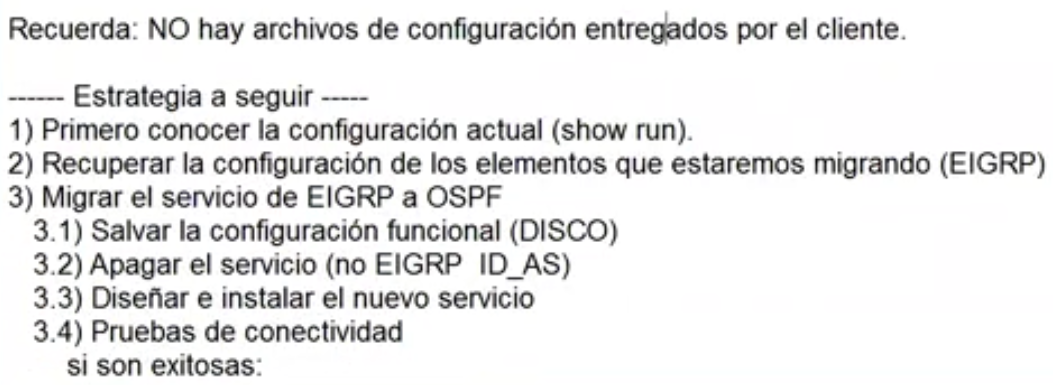 Recuerda: NO hay archivos de configuración entregados por el cliente.
------ Estrategia a seguir -----
1) Primero conocer la configuración actual (show run).
2) Recuperar la configuración de los elementos que estaremos migrando (EIGRP)
3) Migrar el servicio de EIGRP a OSPF
3.1) Salvar la configuración funcional (DISCO)
3.2) Apagar el servicio (no EIGRP ID_AS)
3.3) Diseñar e instalar el nuevo servicio
3.4) Pruebas de conectividad
si son exitosas: